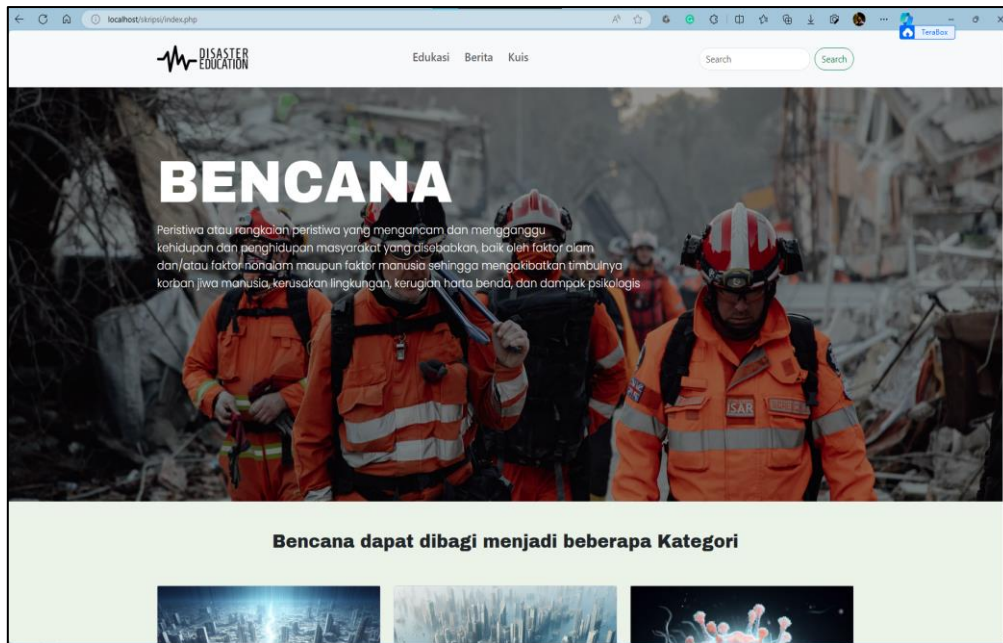 localhost/skripsi/index.php
TeraBox
DISASTER
EDUCATION
Edukasi Berita Kuis
Search
Search
BENCANA
Peristiwa atau rangkaian peristiwa yang mengancam dan mengganggu
kehidupan dan penghidupan masyarakat yang disebabkan, baik oleh faktor alam
dan/atau faktor nonalam maupun faktor manusia sehingga mengakibatkan timbulnya
korban jiwa manusia, kerusakan lingkungan, kerugian harta benda, dan dampak psikologis
ISAR
Bencana dapat dibagi menjadi beberapa Kategori